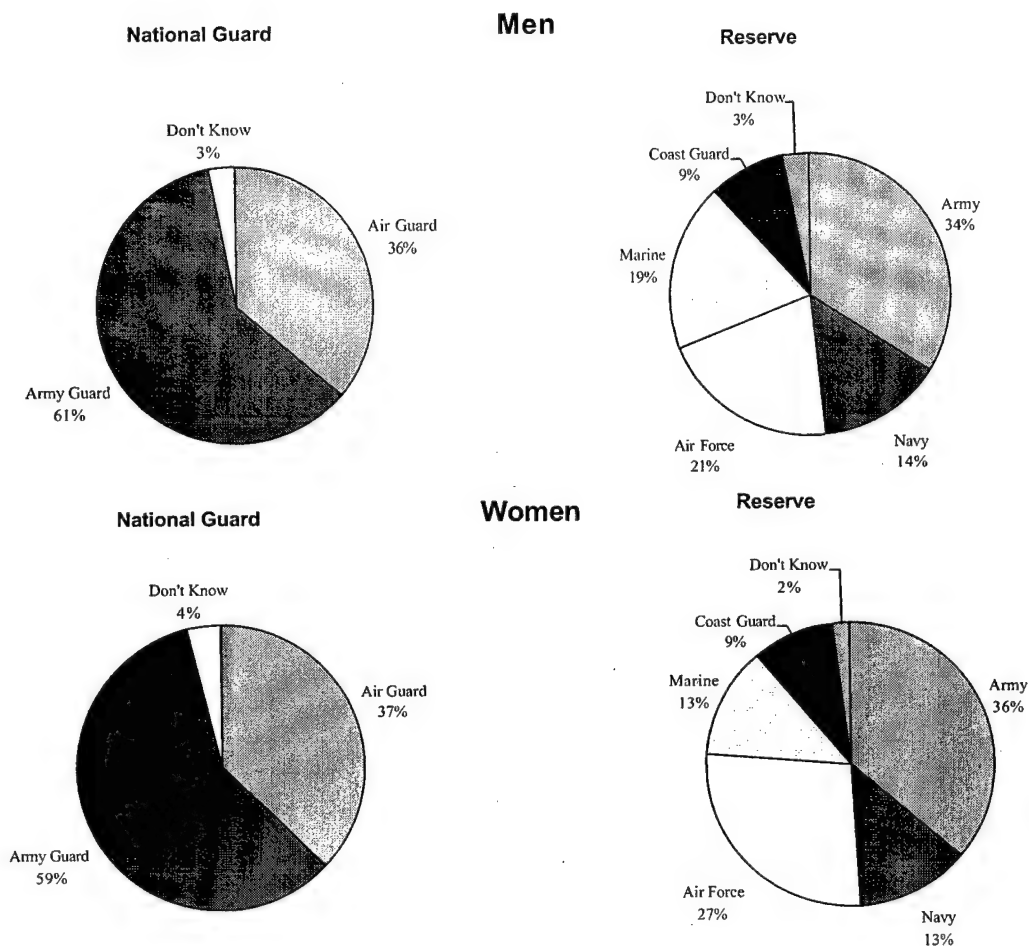 Men
National Guard
Don't Know
3%
Air Guard
36%
Army Guard
61%
Reserve
Don't Know
3%
Coast Guard
9%
Army
34%
Marine
19%
Air Force
21%
Navy
14%
Women
National Guard
Don't Know
4%
Air Guard
37%
Army Guard
59%
Reserve
Don't Know
2%
Coast Guard
9%
Marine
13%
Army
36%
Air Force
27%
Navy
13%